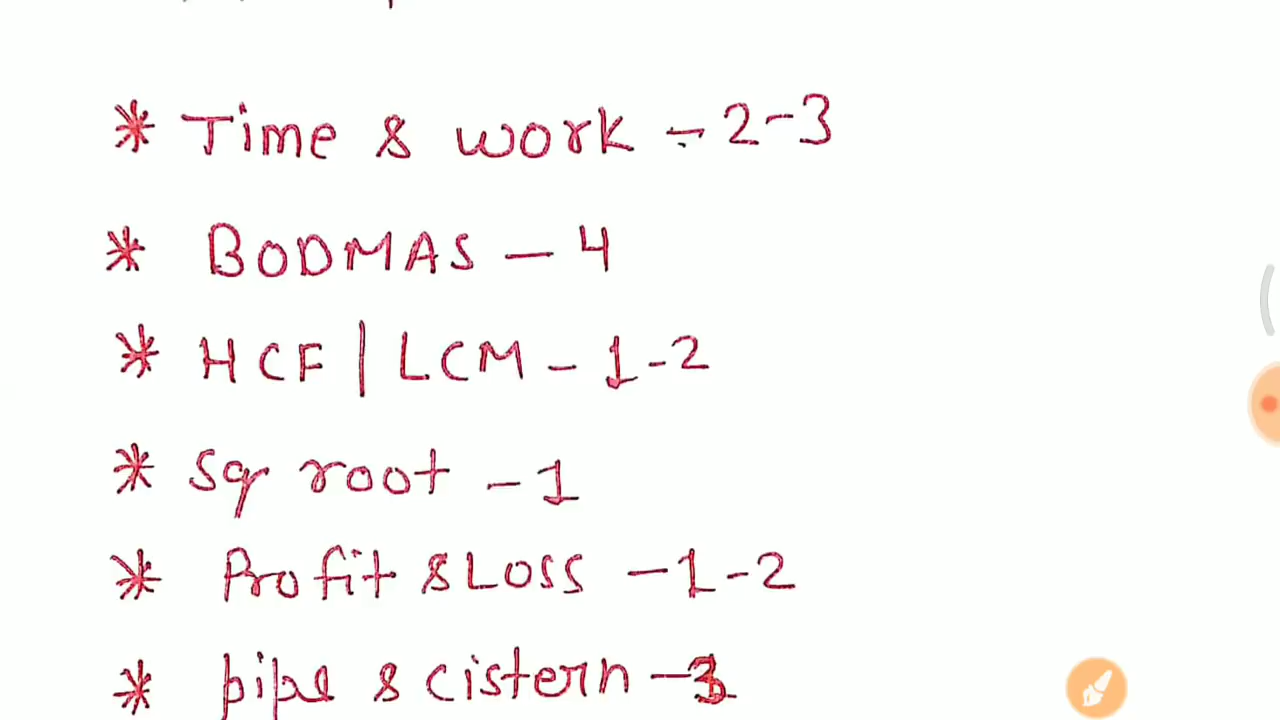 * Time & work - 2-3
* BODMAS - 4
* HCF | LCM - 1-2
* Sq root - 1
* Profit & Loss - 1-2
* pipe & cistern -